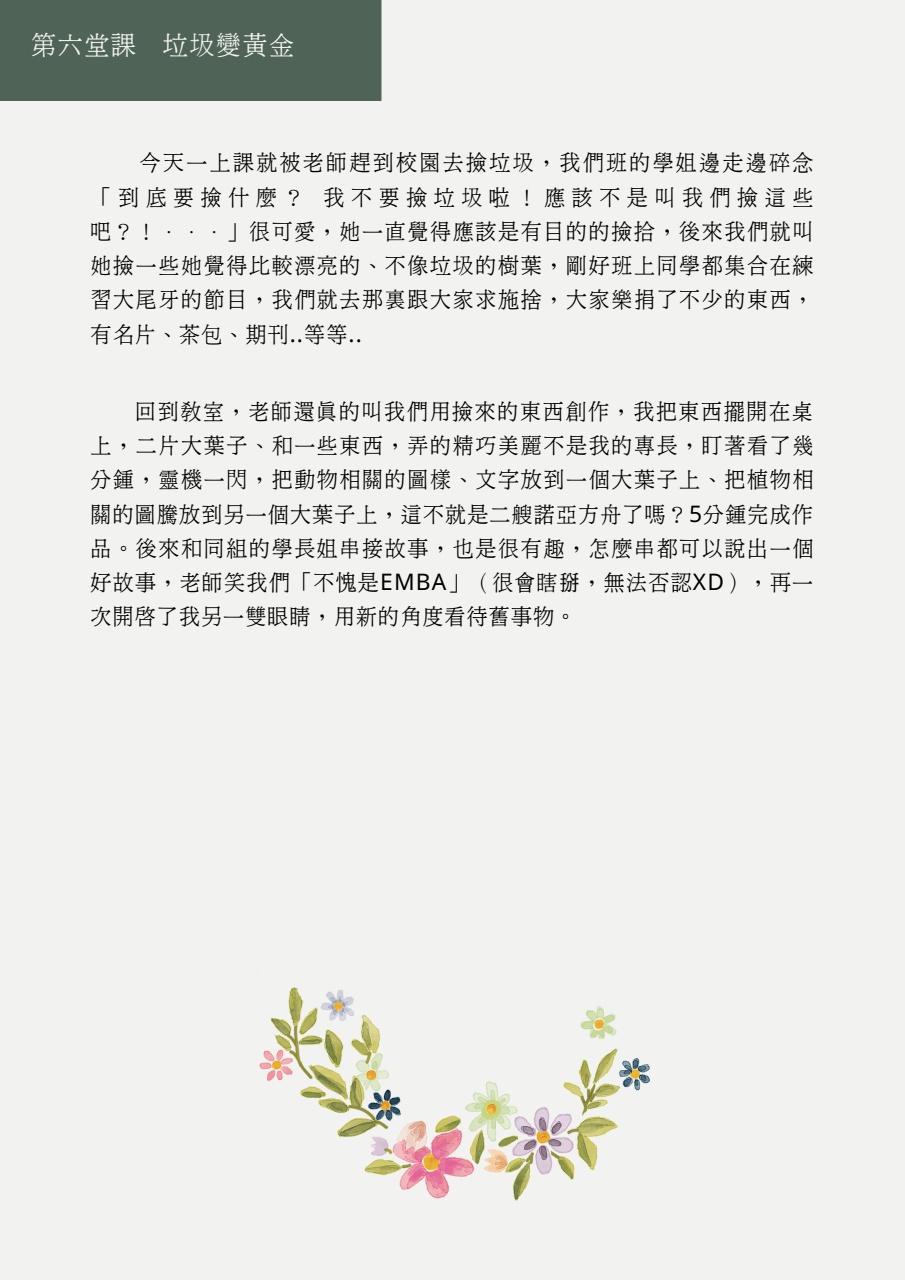 第六堂課　垃圾變黃金
今天一上課就被老師趕到校園去撿垃圾，我們班的學姐邊走邊碎念
「到底要撿什麼？ 我不要撿垃圾啦！應該不是叫我們撿這些
吧？！．．．」很可愛，她一直覺得應該是有目的的撿拾，後來我們就叫
她撿一些她覺得比較漂亮的、不像垃圾的樹葉，剛好班上同學都集合在練
習大尾牙的節目，我們就去那裏跟大家求施捨，大家樂捐了不少的東西，
有名片、茶包、期刊..等等..
回到教室，老師還真的叫我們用撿來的東西創作，我把東西擺開在桌
上，二片大葉子、和一些東西，弄的精巧美麗不是我的專長，盯著看了幾
分鍾，靈機一閃，把動物相關的圖樣、文字放到一個大葉子上、把植物相
關的圖騰放到另一個大葉子上，這不就是二艘諾亞方舟了嗎？5分鍾完成作
品。後來和同組的學長姐串接故事，也是很有趣，怎麼串都可以說出一個
好故事，老師笑我們「不愧是EMBA」（很會瞎掰，無法否認XD），再一
次開啓了我另一雙眼睛，用新的角度看待舊事物。